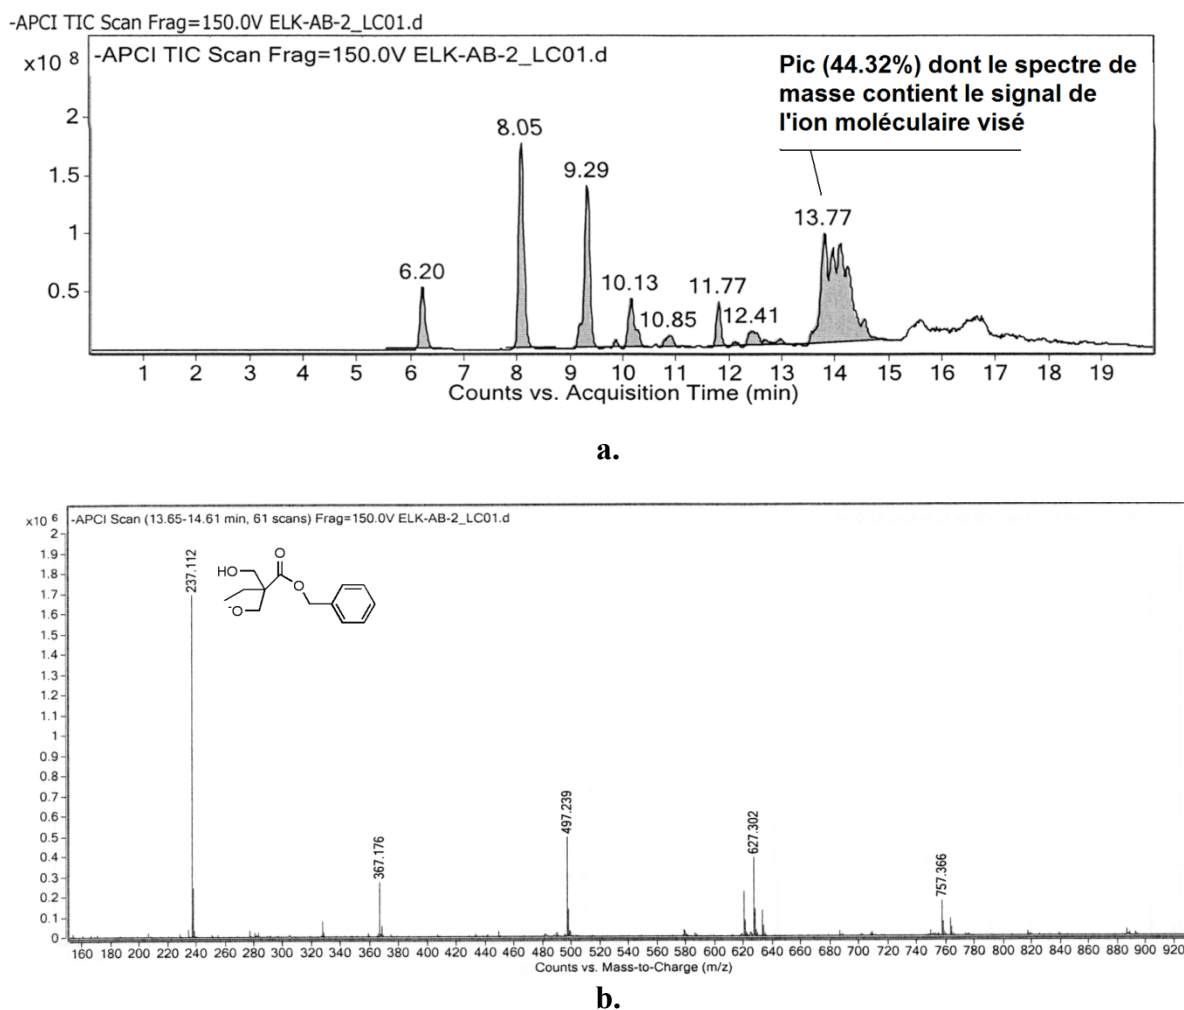 -APCI TIC Scan Frag=150.0V ELK-AB-2_LC01.d
x10 8
-APCI TIC Scan Frag=150.0V ELK-AB-2_LC01.d
Pic (44.32%) dont le spectre de
masse contient le signal de
l'ion moléculaire visé
2
1.5
1
0.5
6.20
8.05
9.29
10.13
10.85
11.77
12.41
13.77
1 2 3 4 5 6 7 8 9 10 11 12 13 14 15 16 17 18 19
Counts vs. Acquisition Time (min)
a.
x10 6
-APCI Scan (13.65-14.61 min, 61 scans) Frag=150.0V ELK-AB-2_LC01.d
2
1.9
1.8
1.7
1.6
1.5
1.4
1.3
1.2
1.1
1
0.9
0.8
0.7
0.6
0.5
0.4
0.3
0.2
0.1
0
237.112
O
HO
O
-O
367.176
497.239
627.302
757.366
160 180 200 220 240 260 280 300 320 340 360 380 400 420 440 460 480 500 520 540 560 580 600 620 640 660 680 700 720 740 760 780 800 820 840 860 880 900 920
Counts vs. Mass-to-Charge (m/z)
b.